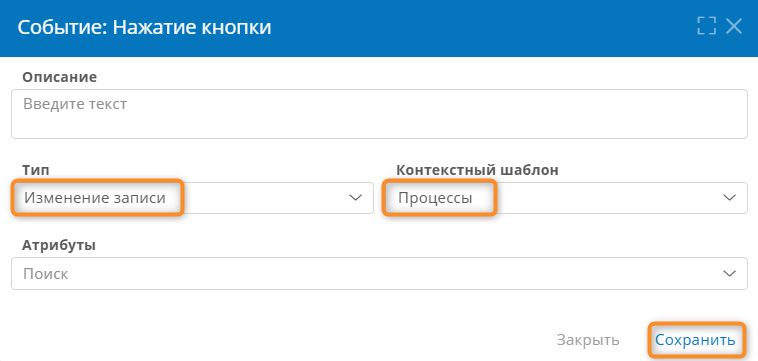 Событие: Нажатие кнопки
Описание
Введите текст
Тип
Контекстный шаблон
Изменение записи
Процессы
Атрибуты
Поиск
Закрыть
Сохранить